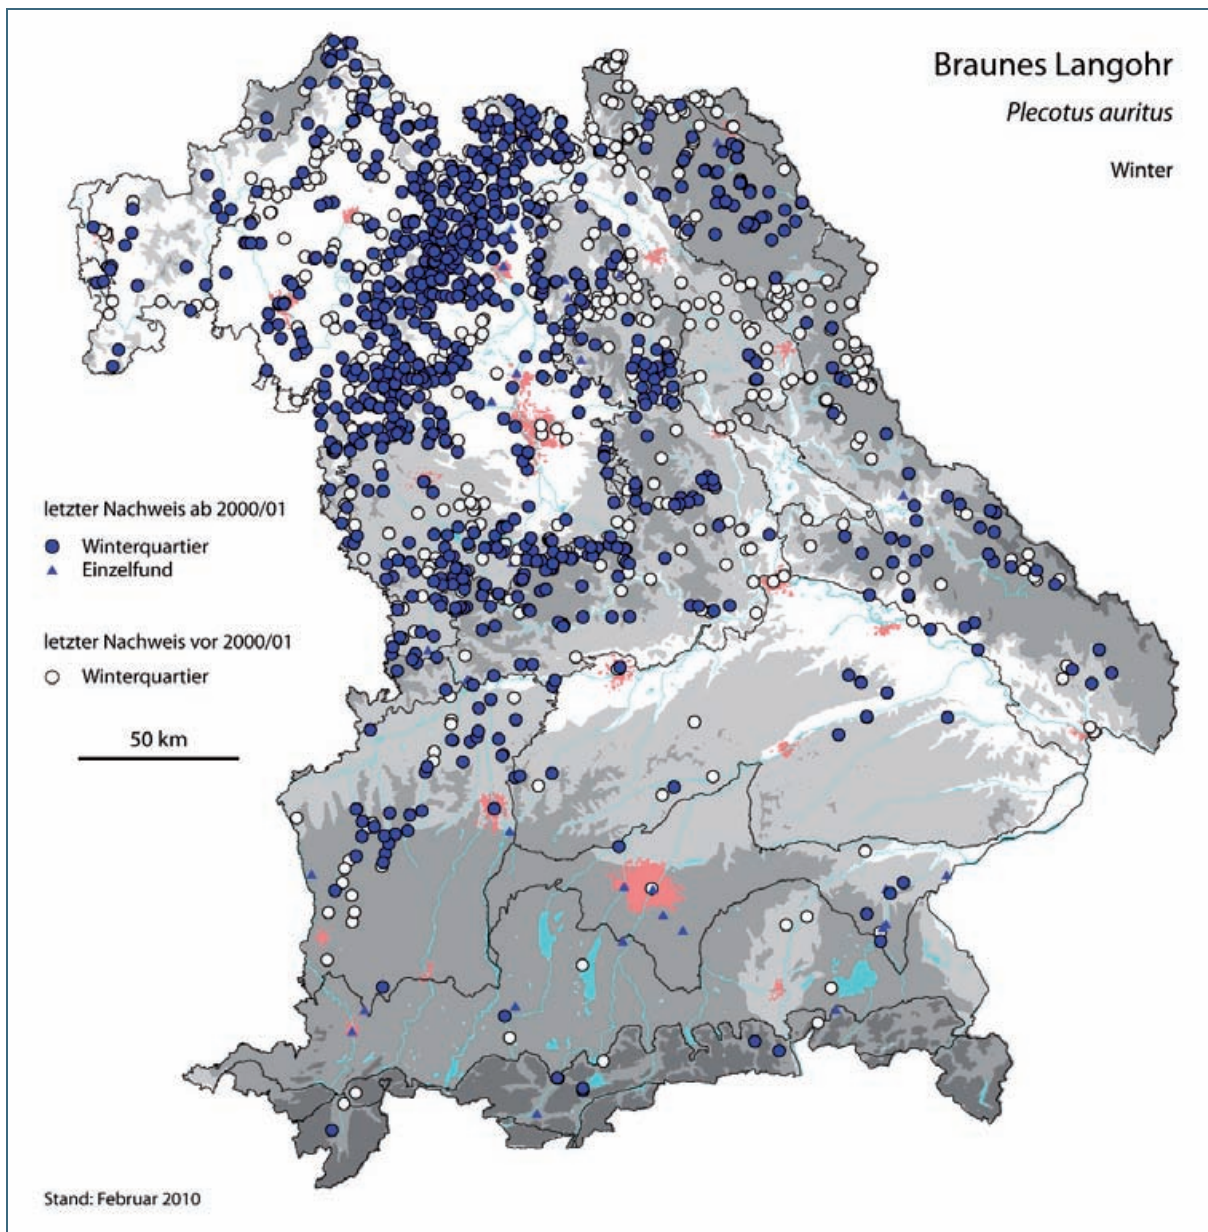 Braunes Langohr
Plecotus auritus
Winter
letzter Nachweis ab 2000/01
Winterquartier
Einzelfund
letzter Nachweis vor 2000/01
Winterquartier
50 km
Stand: Februar 2010